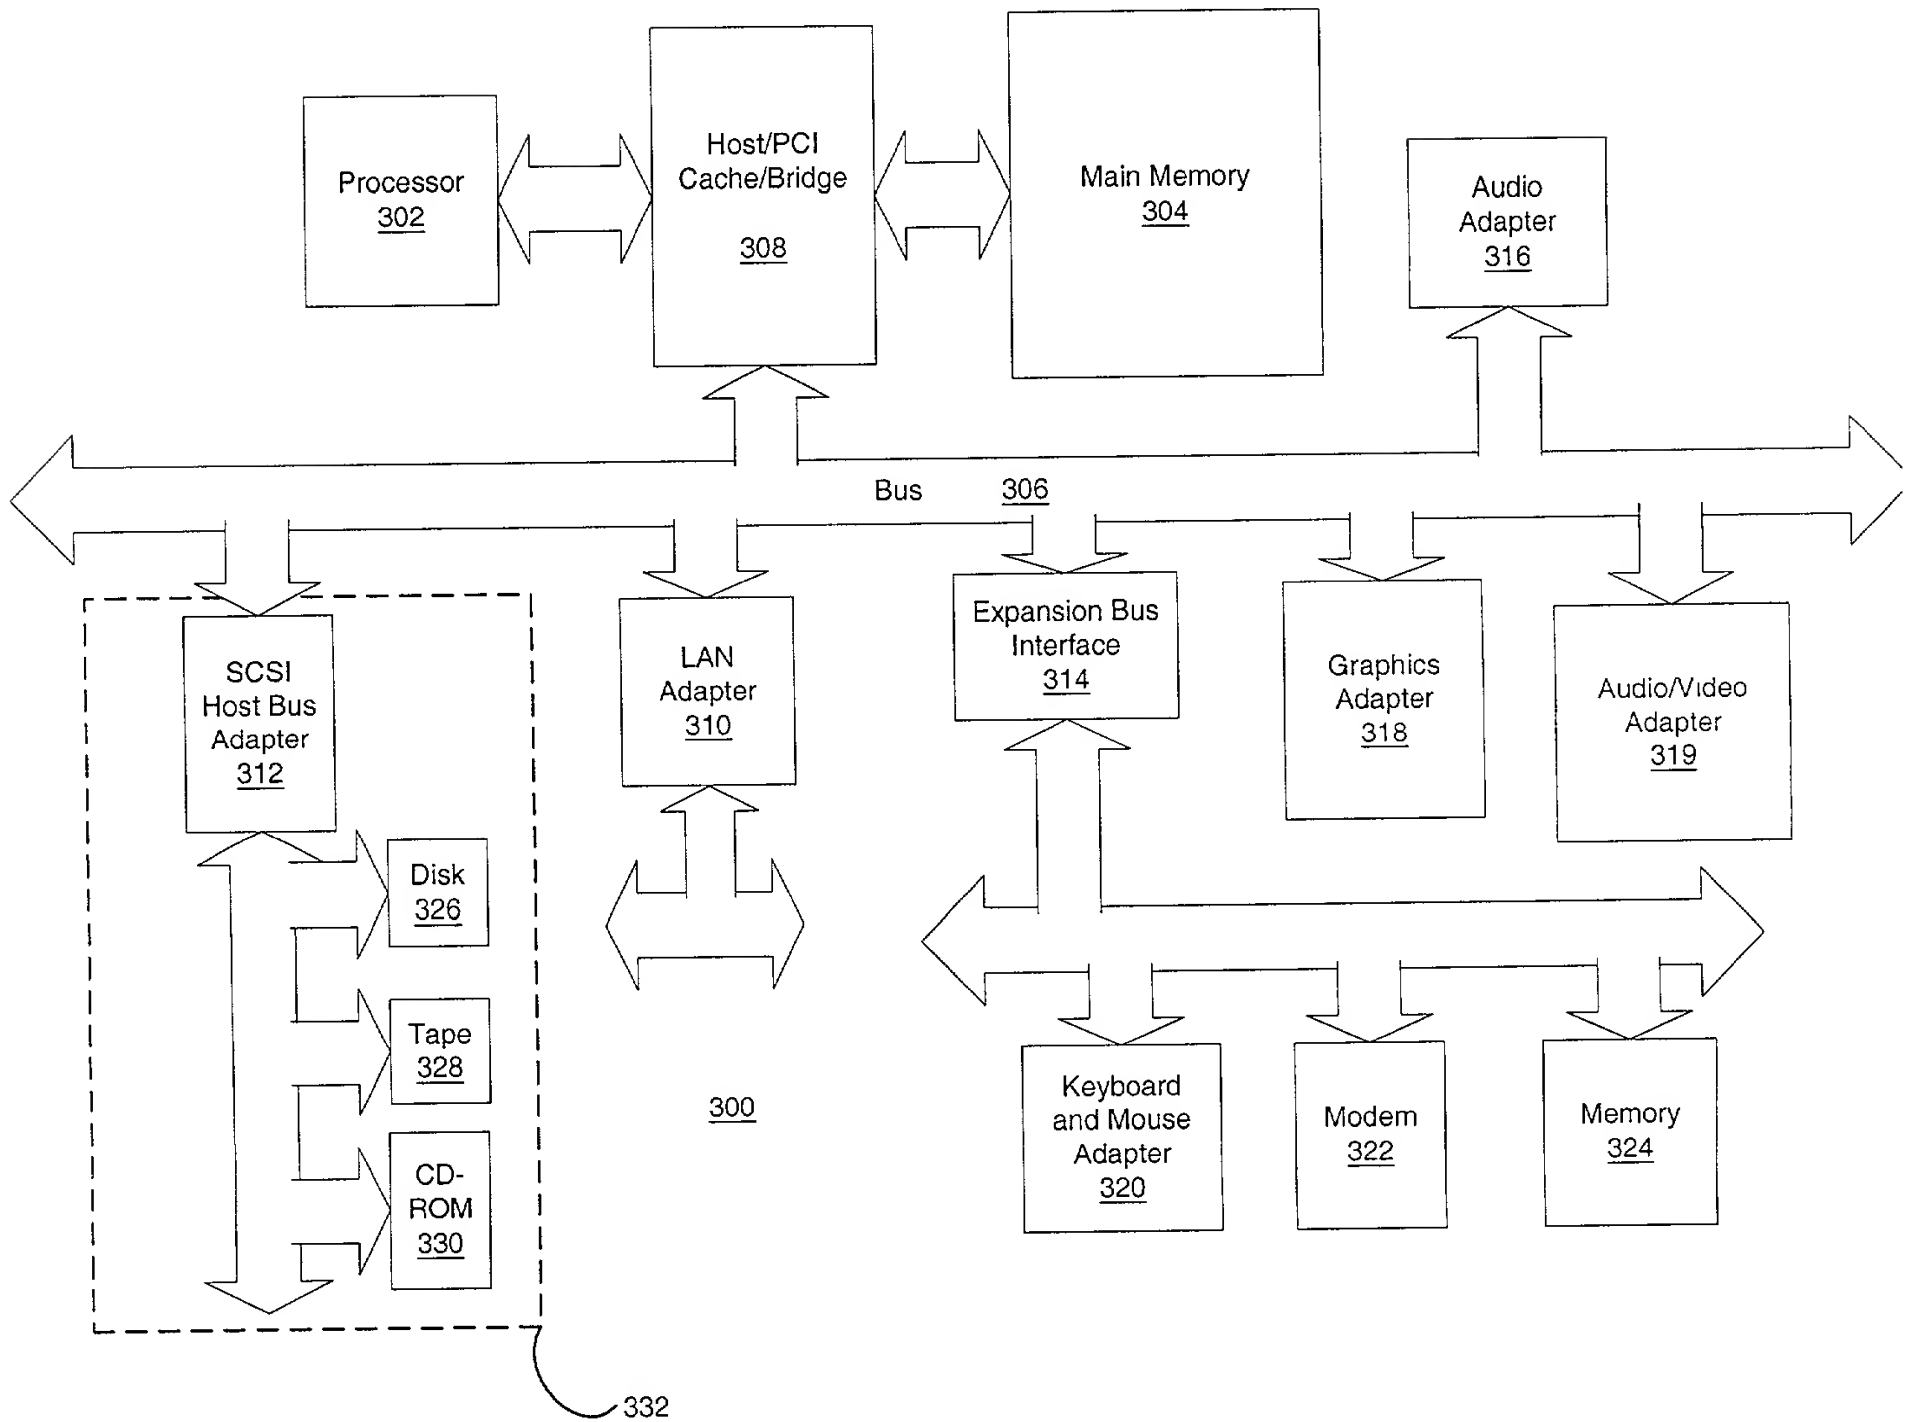 Processor
302
Host/PCI
Cache/Bridge
308
Main Memory
304
Audio
Adapter
316
Bus 306
SCSI
Host Bus
Adapter
312
LAN
Adapter
310
Expansion Bus
Interface
314
Graphics
Adapter
318
Audio/Video
Adapter
319
Disk
326
Tape
328
CD-
ROM
330
300
Keyboard
and Mouse
Adapter
320
Modem
322
Memory
324
332